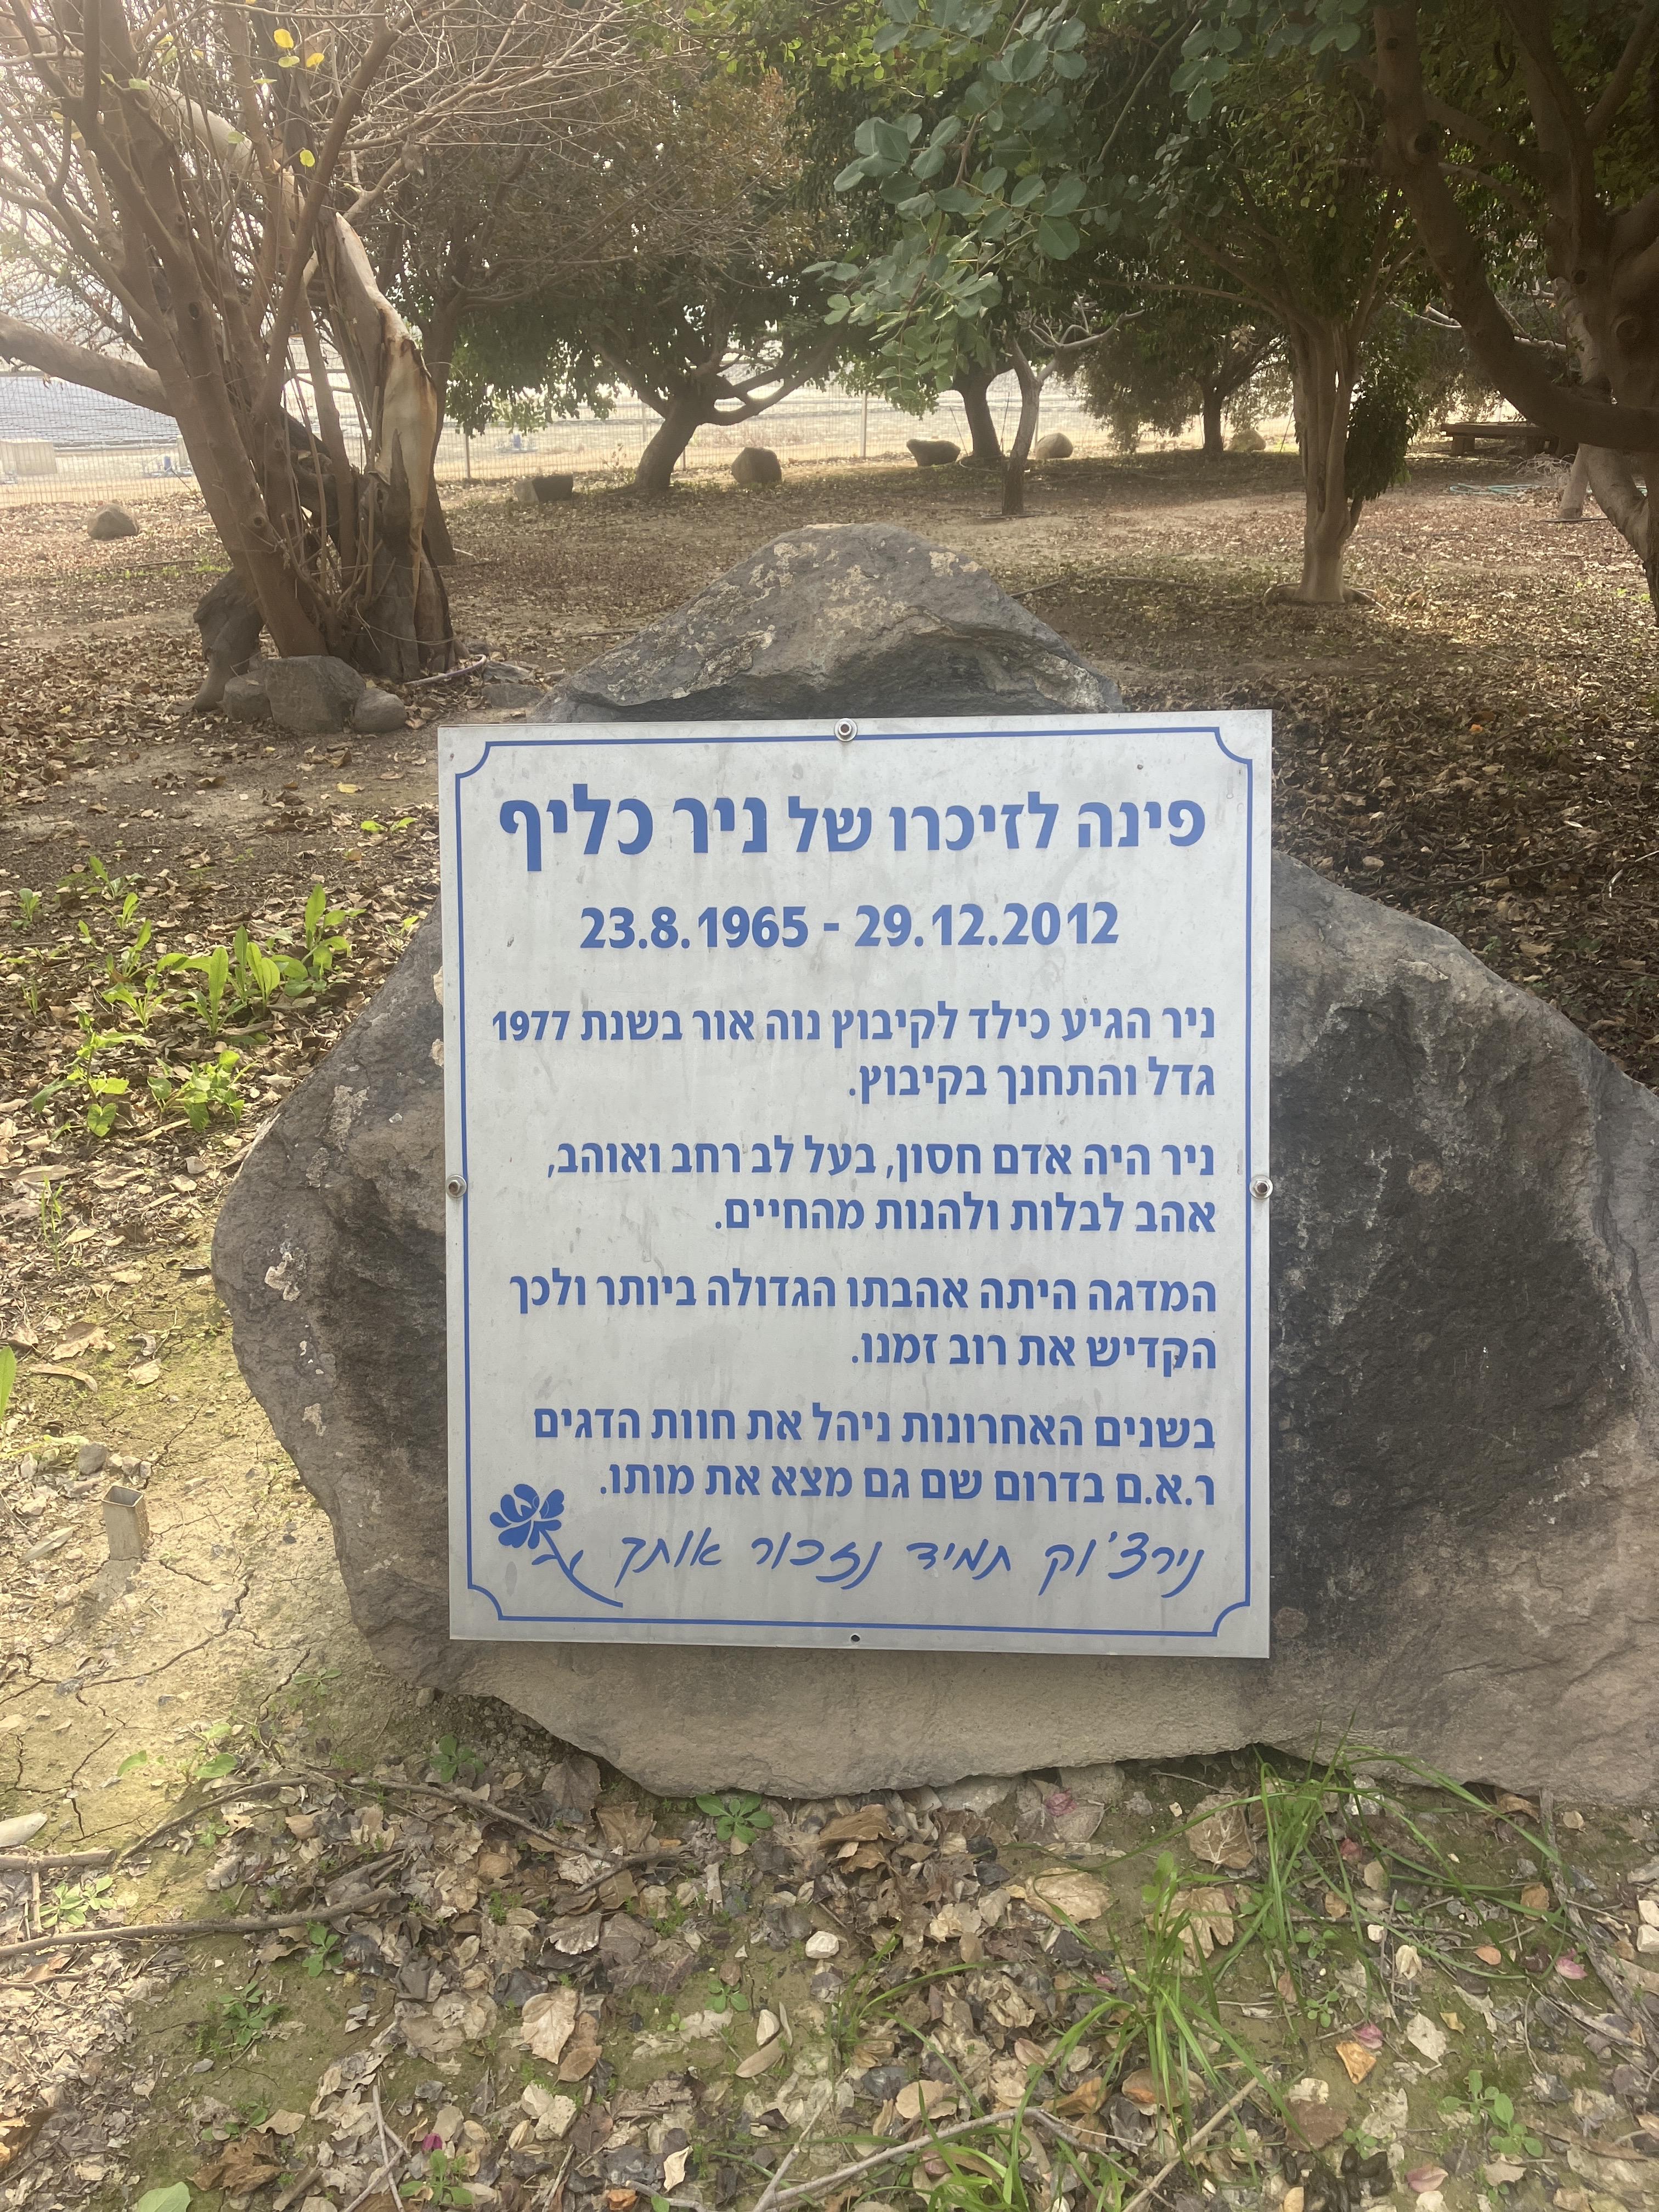 פינה לזיכרו של ניר כליף
23.8.1965 - 29.12.2012
ניר הגיע כילד לקיבוץ נווה אור בשנת 1977
גדל והתחנך בקיבוץ.
ניר היה אדם חסון, בעל לב רחב ואוהב,
אהב לבלות ולהנות מהחיים.
המדגה היתה אהבתו הגדולה ביותר ולכך
הקדיש את רוב זמנו.
בשנים האחרונות ניהל את חוות הדגים
ר.א.ם בדרום שם גם מצא את מותו.
נירצ'וק תמיד נזכור אותך